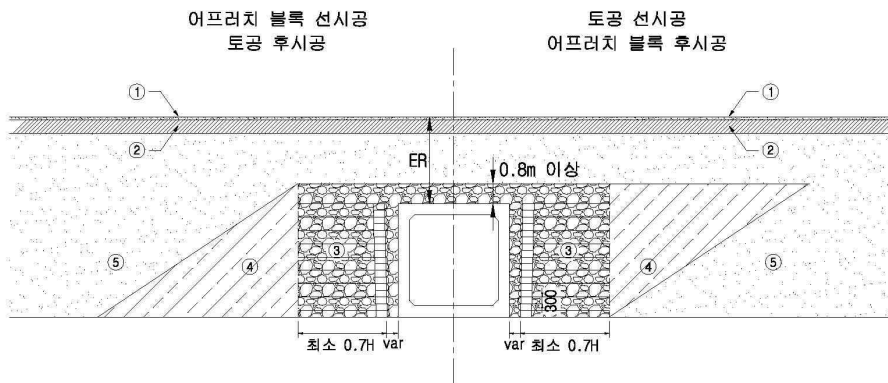 어프러치 블록 선시공
토공 후시공
토공 선시공
어프러치 블록 후시공
①
①
②
②
ER
0.8m 이상
③
③
④
④
⑤
⑤
300
최소 0.7H
var
var
최소 0.7H